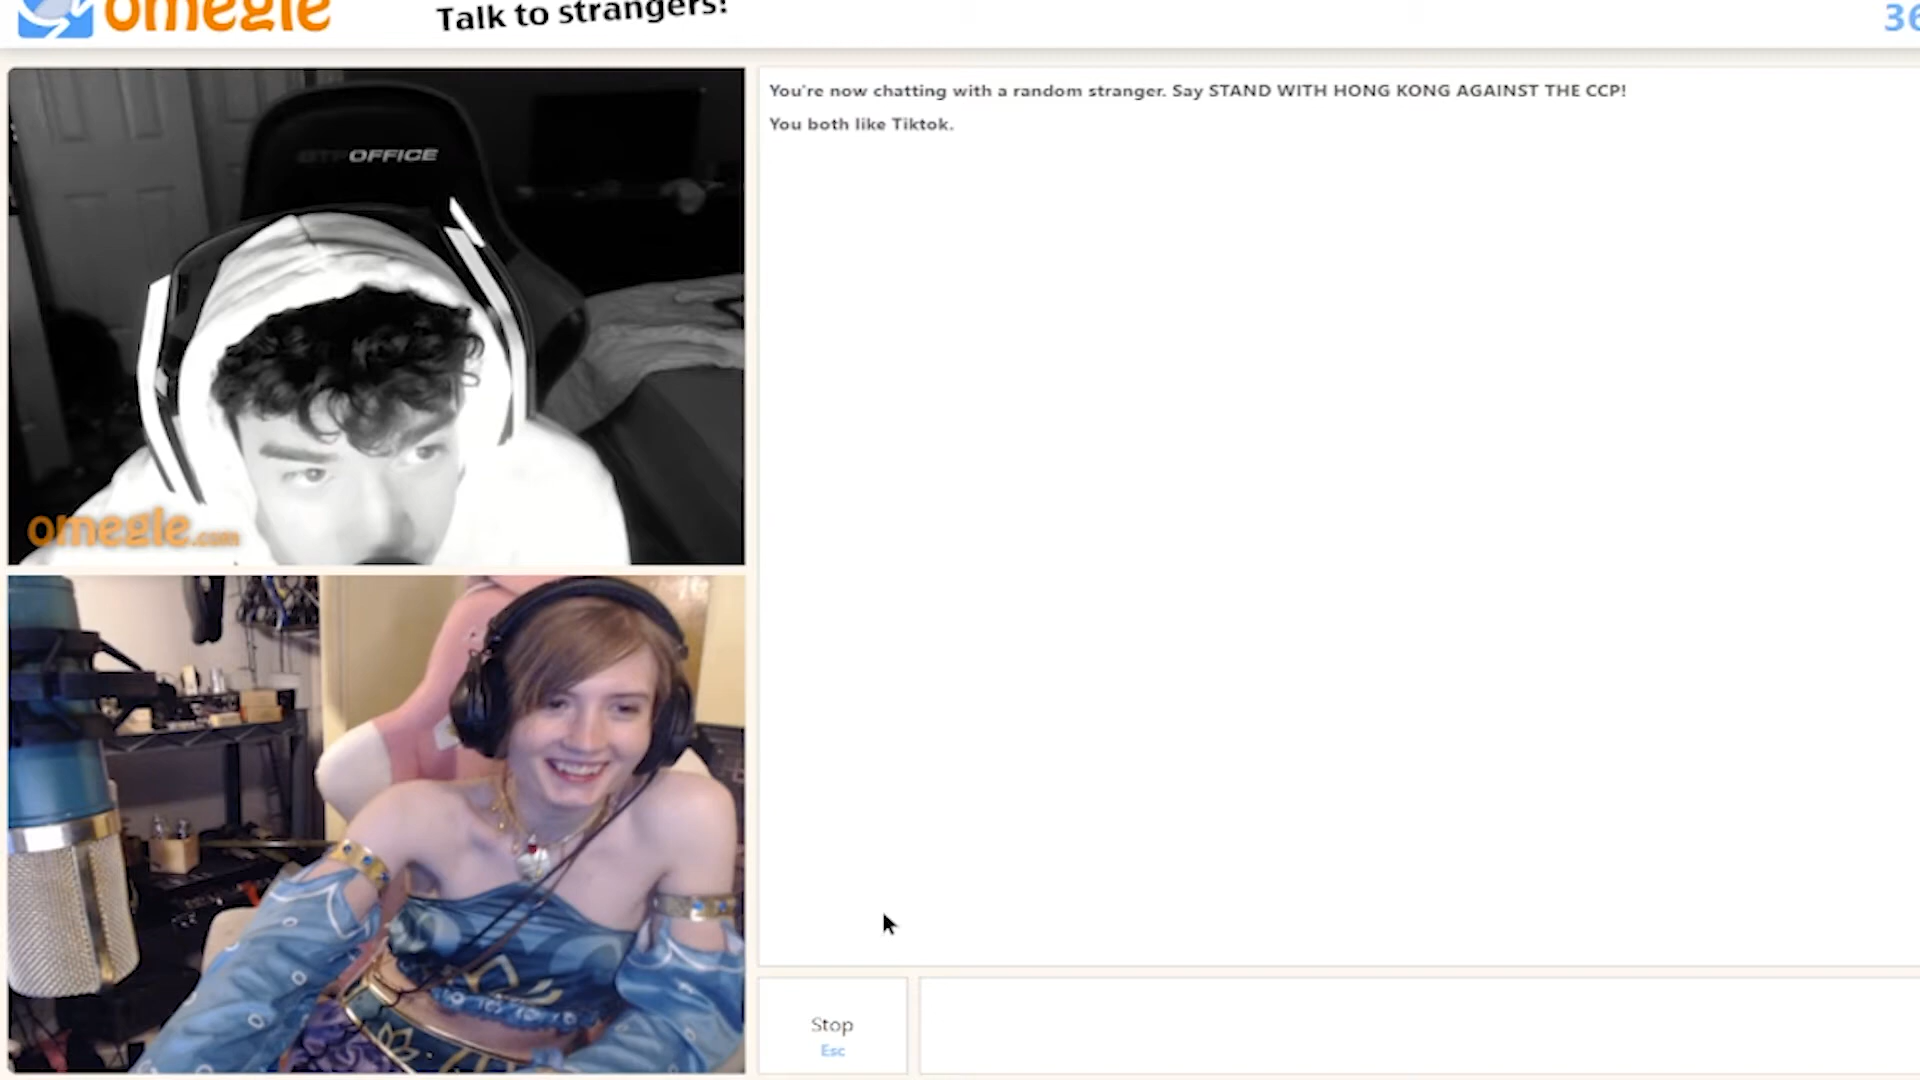 omegle
Talk to strangers!
36
You're now chatting with a random stranger. Say STAND WITH HONG KONG AGAINST THE CCP!
You both like Tiktok.
OFFICE
omegle.com
Stop
Esc